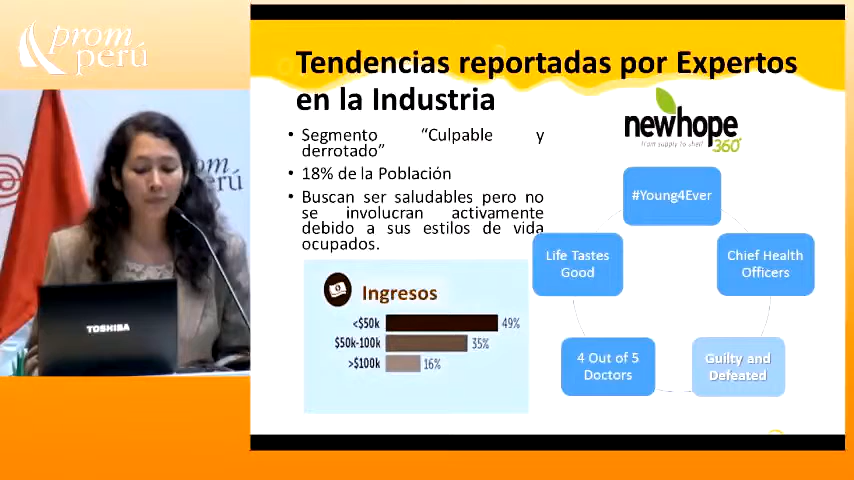 prom
perú
om
erú
TOSHIBA
Tendencias reportadas por Expertos
en la Industria
• Segmento “Culpable y
derrotado”
• 18% de la Población
• Buscan ser saludables pero no
se involucran activamente
debido a sus estilos de vida
ocupados.
Ingresos
<$50k 49%
$50k-100k 35%
>$100k 16%
newhope
from supply to shelf
360°
#Young4Ever
Life Tastes
Good
Chief Health
Officers
4 Out of 5
Doctors
Guilty and
Defeated